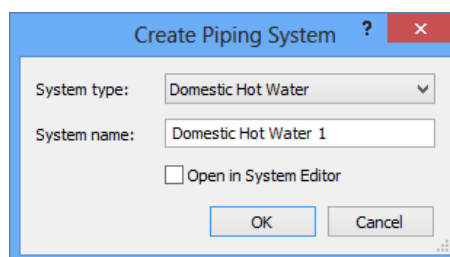 Create Piping System ? ×
System type: Domestic Hot Water
System name: Domestic Hot Water 1
Open in System Editor
OK Cancel